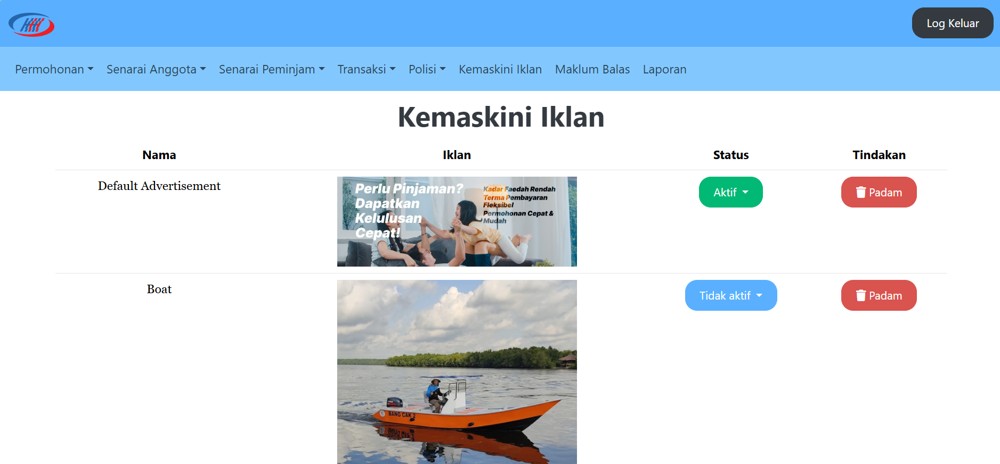 Log Keluar
Permohonan Senarai Anggota Senarai Peminjam Transaksi Polisi Kemaskini Iklan Maklum Balas Laporan
Kemaskini Iklan
Nama Iklan Status Tindakan
Default Advertisement
Perlu Pinjaman?
Dapatkan
Kelulusan
Cepat!
Kadar Faedah Rendah
Terma Pembayaran
Fleksibel
Permohonan Cepat &
Mudah
Aktif
Padam
Boat
BANG CAK 2
Tidak aktif
Padam